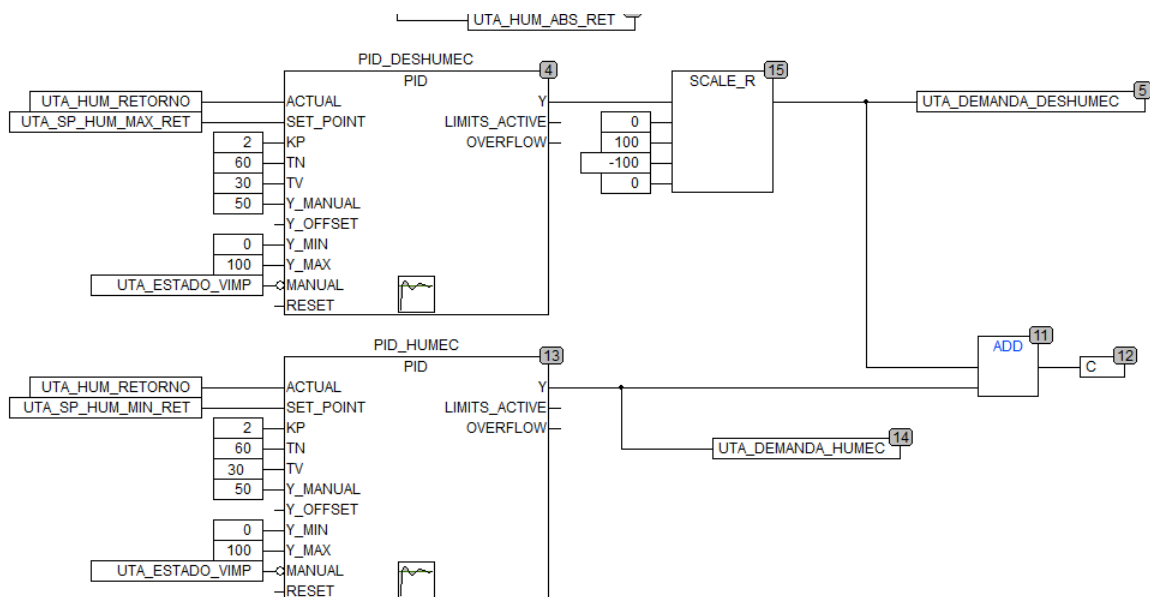 UTA_HUM_ABS_RET
PID_DESHUMEC
4
PID
UTA_HUM_RETORNO
ACTUAL
Y
UTA_SP_HUM_MAX_RET
SET_POINT
LIMITS_ACTIVE
2
KP
OVERFLOW
60
TN
30
TV
50
Y_MANUAL
Y_OFFSET
0
Y_MIN
100
Y_MAX
UTA_ESTADO_VIMP
MANUAL
RESET
15
SCALE_R
0
100
-100
0
5
UTA_DEMANDA_DESHUMEC
PID_HUMEC
13
PID
UTA_HUM_RETORNO
ACTUAL
Y
UTA_SP_HUM_MIN_RET
SET_POINT
LIMITS_ACTIVE
2
KP
OVERFLOW
60
TN
30
TV
50
Y_MANUAL
Y_OFFSET
0
Y_MIN
100
Y_MAX
UTA_ESTADO_VIMP
MANUAL
RESET
11
ADD
12
C
14
UTA_DEMANDA_HUMEC